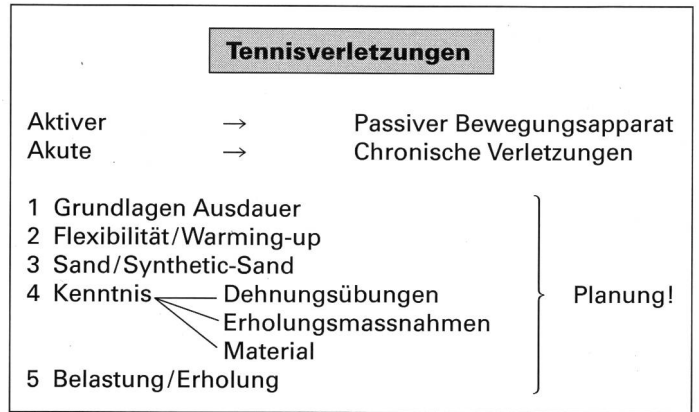 Tennisverletzungen
Aktiver → Passiver Bewegungsapparat
Akute → Chronische Verletzungen
1 Grundlagen Ausdauer
2 Flexibilität/Warming-up
3 Sand/Synthetic-Sand
4 Kenntnis Dehnungsübungen
Erholungsmassnahmen
Material
5 Belastung/Erholung
Planung!